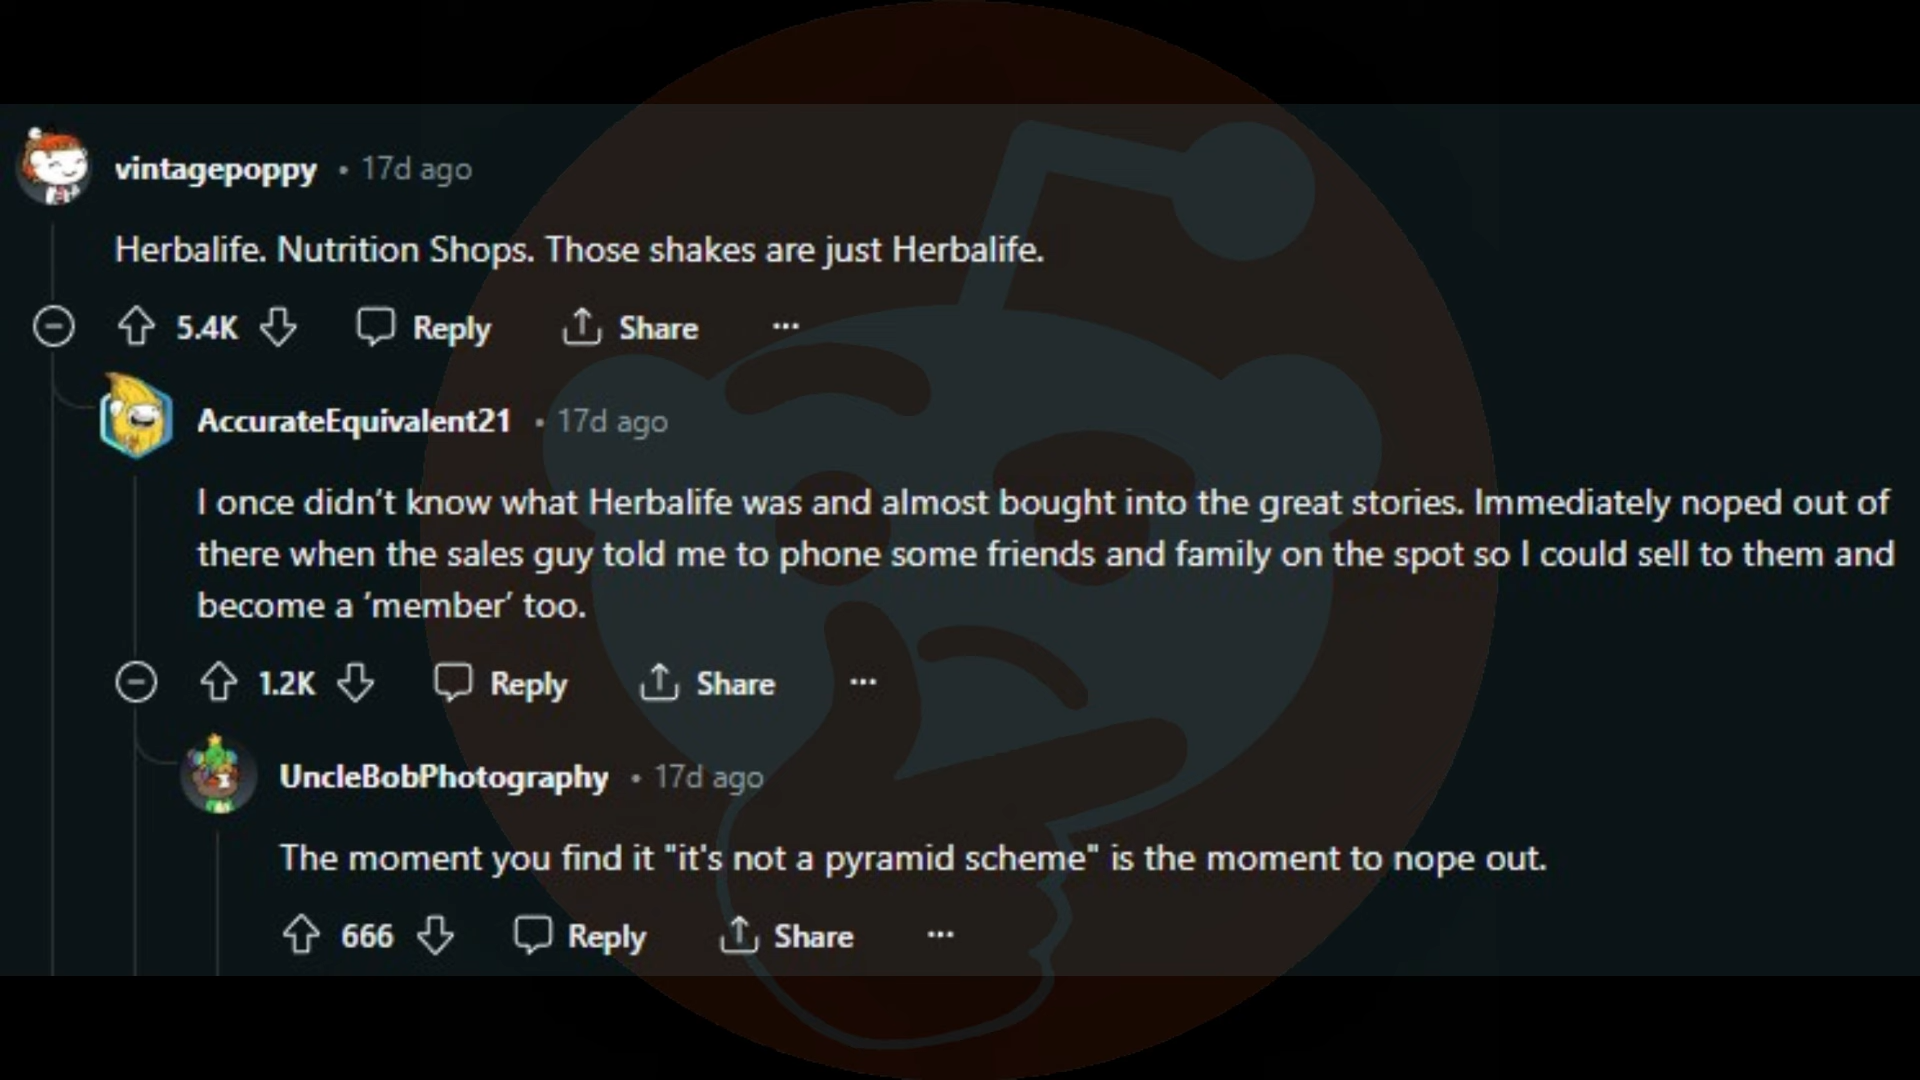 vintagepoppy • 17d ago
Herbalife. Nutrition Shops. Those shakes are just Herbalife.
5.4K Reply Share ...
AccurateEquivalent21 • 17d ago
I once didn’t know what Herbalife was and almost bought into the great stories. Immediately noped out of
there when the sales guy told me to phone some friends and family on the spot so I could sell to them and
become a ‘member’ too.
1.2K Reply Share ...
UncleBobPhotography • 17d ago
The moment you find it "it's not a pyramid scheme" is the moment to nope out.
666 Reply Share ...